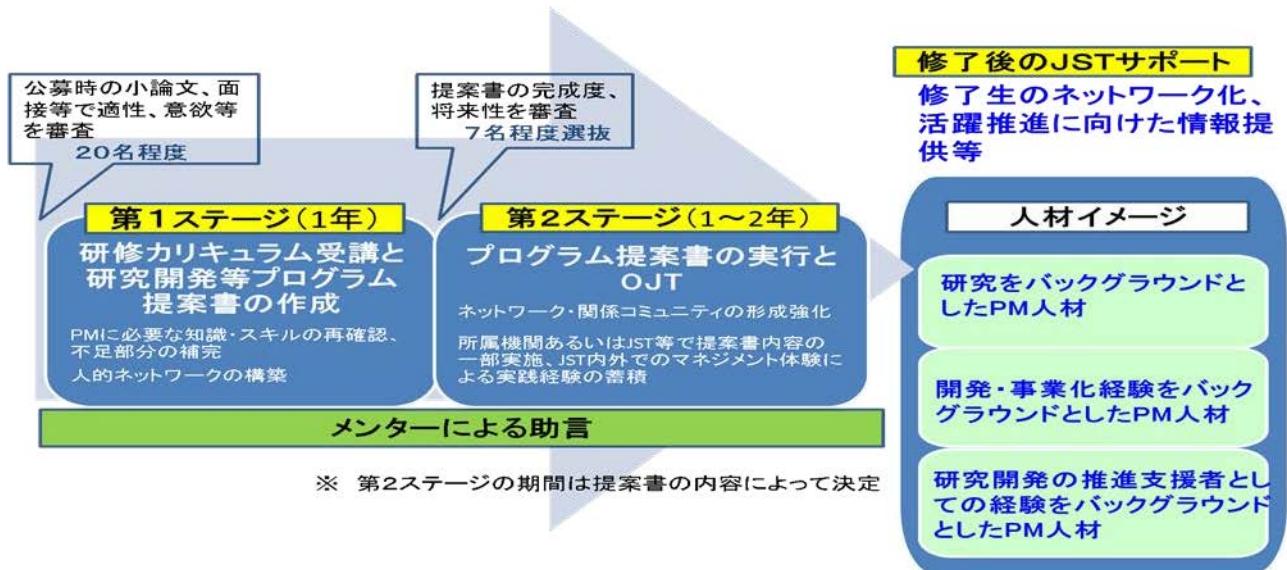 公募時の小論文、面
接等で適性、意欲等
を審査
20名程度
提案書の完成度、
将来性を審査
7名程度選抜
第1ステージ(1年)
研修カリキュラム受講と
研究開発等プログラム
提案書の作成
PMに必要な知識・スキルの再確認、
不足部分の補完
人的ネットワークの構築
第2ステージ(1～2年)
プログラム提案書の実行と
OJT
ネットワーク・関係コミュニティの形成強化
所属機関あるいはJST等で提案書内容の
一部実施、JST内外でのマネジメント体験に
よる実践経験の蓄積
メンターによる助言
※ 第2ステージの期間は提案書の内容によって決定
修了後のJSTサポート
修了生のネットワーク化、
活躍推進に向けた情報提
供等
人材イメージ
研究をバックグラウンドと
したPM人材
開発・事業化経験をバック
グラウンドとしたPM人材
研究開発の推進支援者とし
ての経験をバックグラウンド
としたPM人材